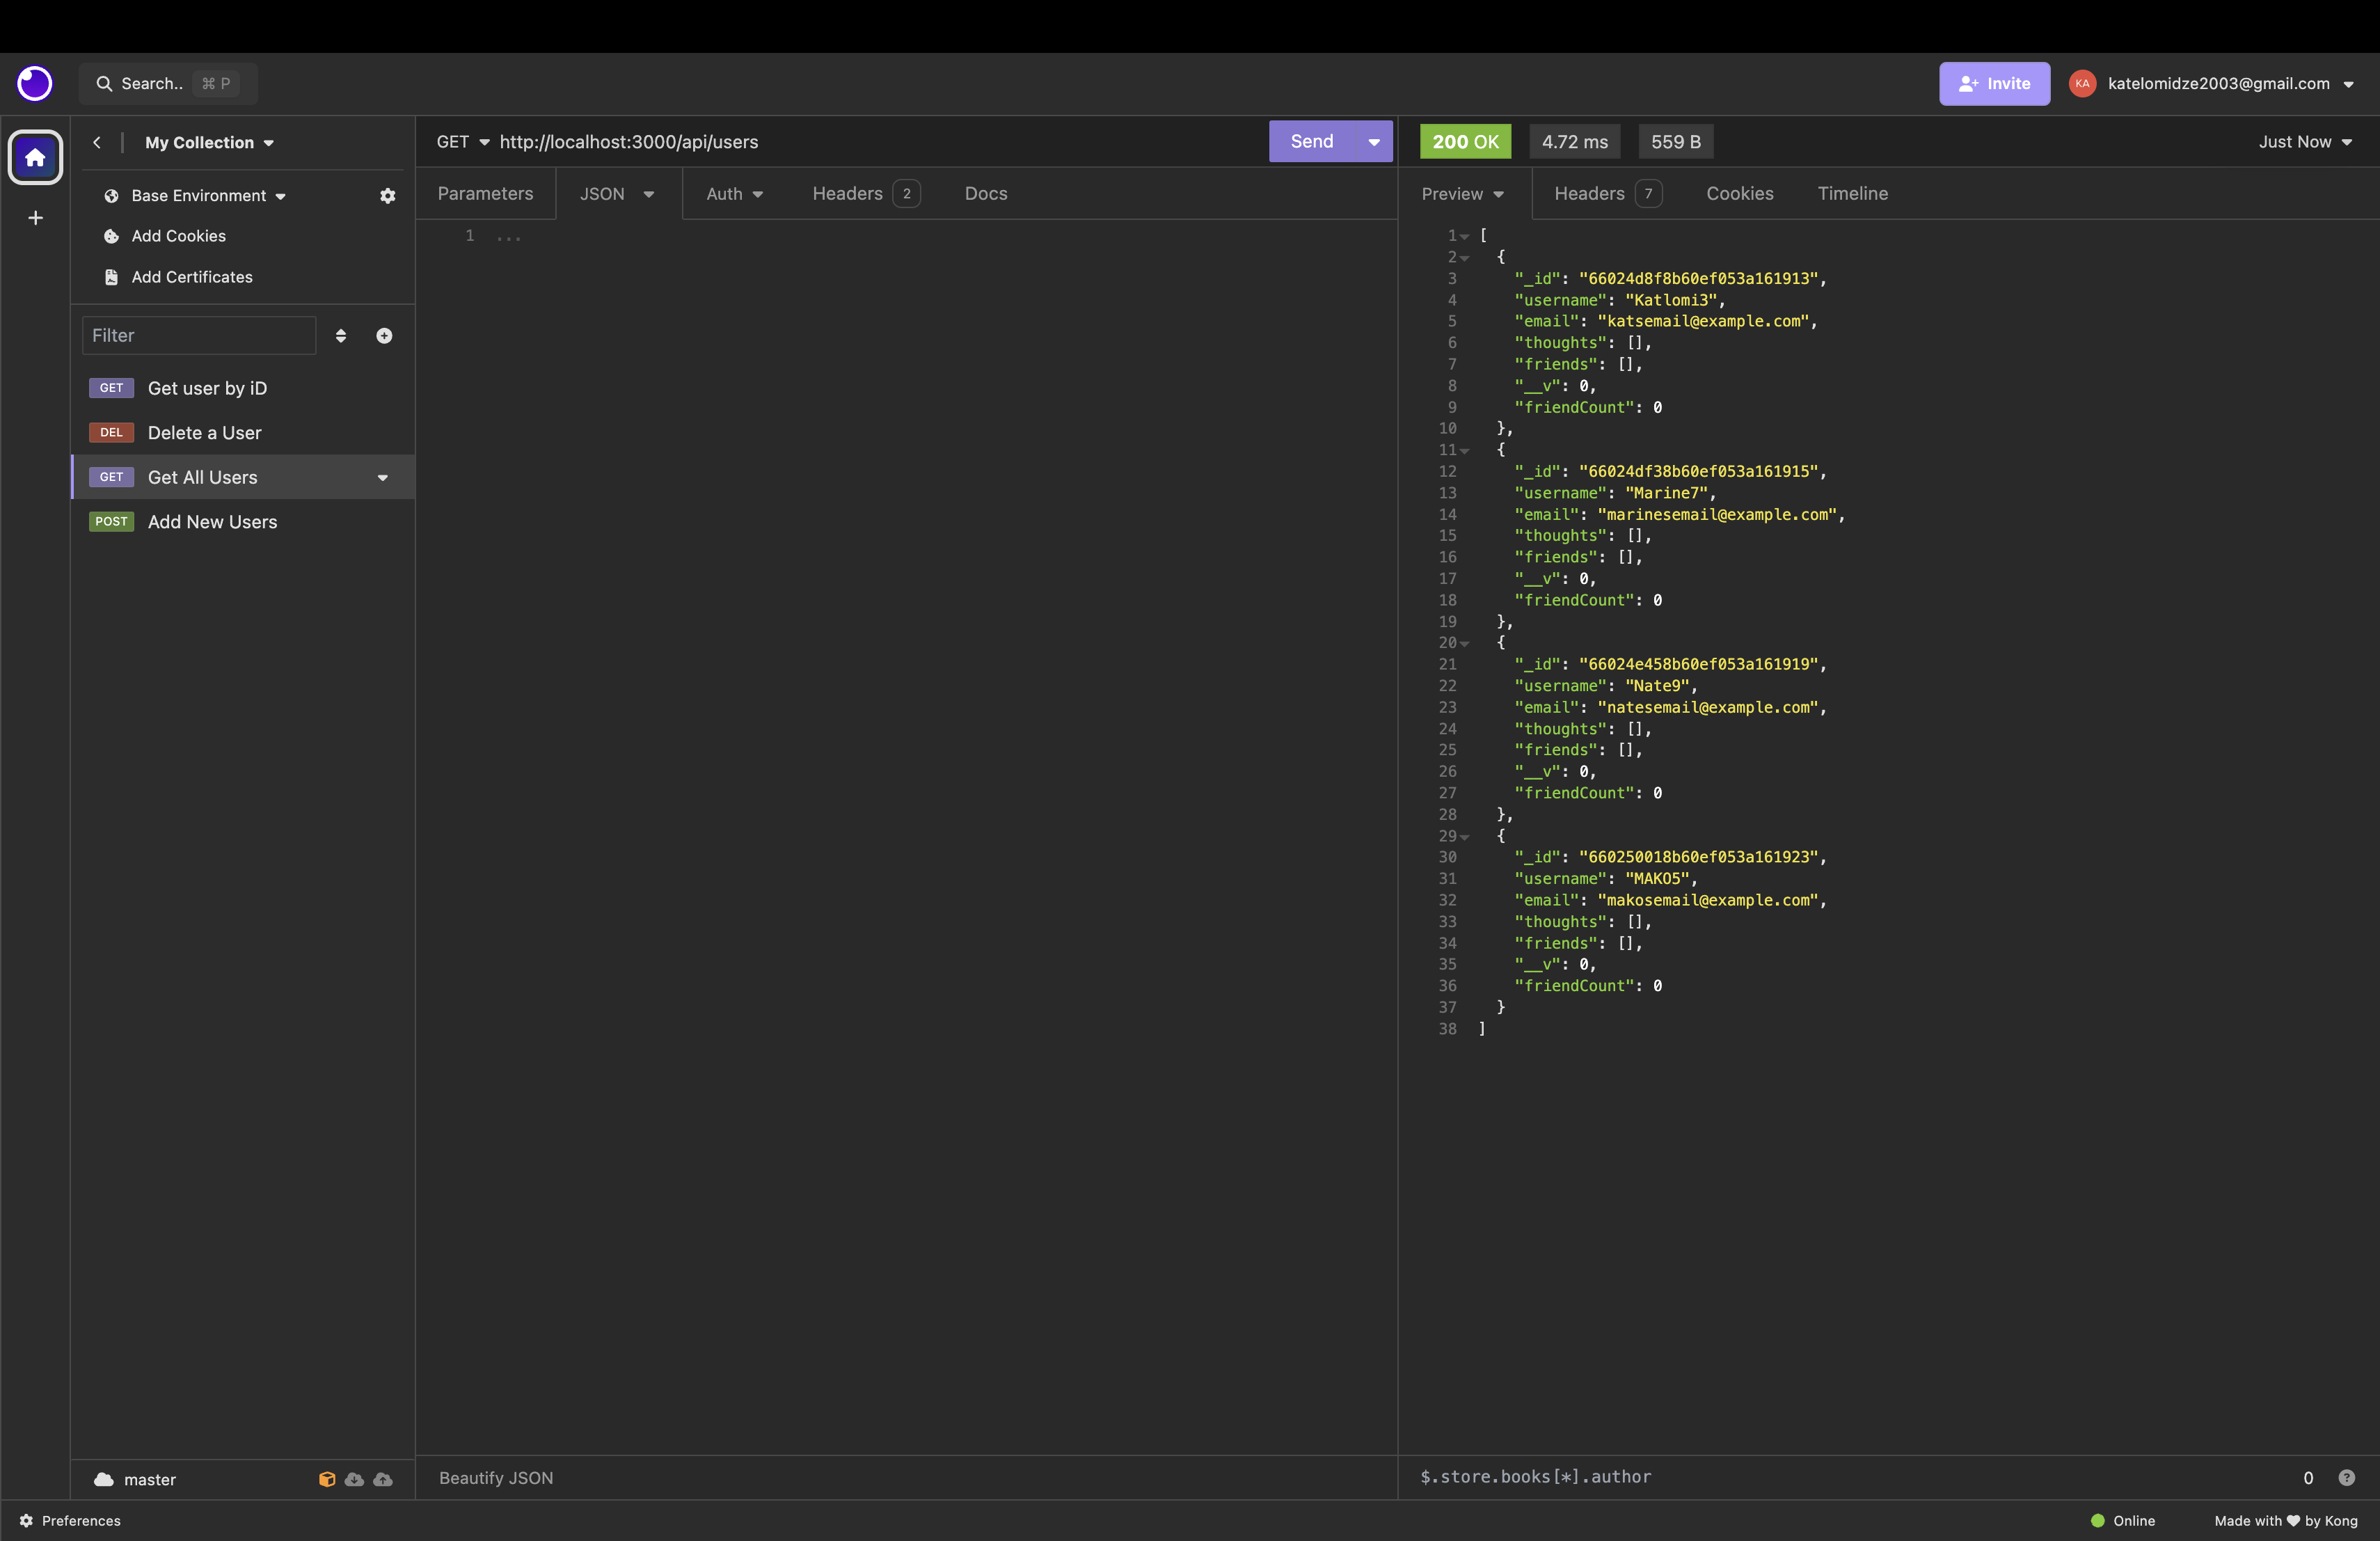 Search.. ⌘ P
Invite
KA katelomidze2003@gmail.com
My Collection
Base Environment
Add Cookies
Add Certificates
Filter
GET Get user by iD
DEL Delete a User
GET Get All Users
POST Add New Users
master
GET http://localhost:3000/api/users Send
Parameters JSON Auth Headers 2 Docs
1 ...
Beautify JSON
200 OK 4.72 ms 559 B Just Now
Preview Headers 7 Cookies Timeline
1 [
2 {
3 "_id": "66024d8f8b60ef053a161913",
4 "username": "Katlomi3",
5 "email": "katsemail@example.com",
6 "thoughts": [],
7 "friends": [],
8 "__v": 0,
9 "friendCount": 0
10 },
11 {
12 "_id": "66024df38b60ef053a161915",
13 "username": "Marine7",
14 "email": "marinesemail@example.com",
15 "thoughts": [],
16 "friends": [],
17 "__v": 0,
18 "friendCount": 0
19 },
20 {
21 "_id": "66024e458b60ef053a161919",
22 "username": "Nate9",
23 "email": "natesemail@example.com",
24 "thoughts": [],
25 "friends": [],
26 "__v": 0,
27 "friendCount": 0
28 },
29 {
30 "_id": "660250018b60ef053a161923",
31 "username": "MAKO5",
32 "email": "makosemail@example.com",
33 "thoughts": [],
34 "friends": [],
35 "__v": 0,
36 "friendCount": 0
37 }
38 ]
$.store.books[*].author 0 ?
Preferences
Online
Made with ♥ by Kong